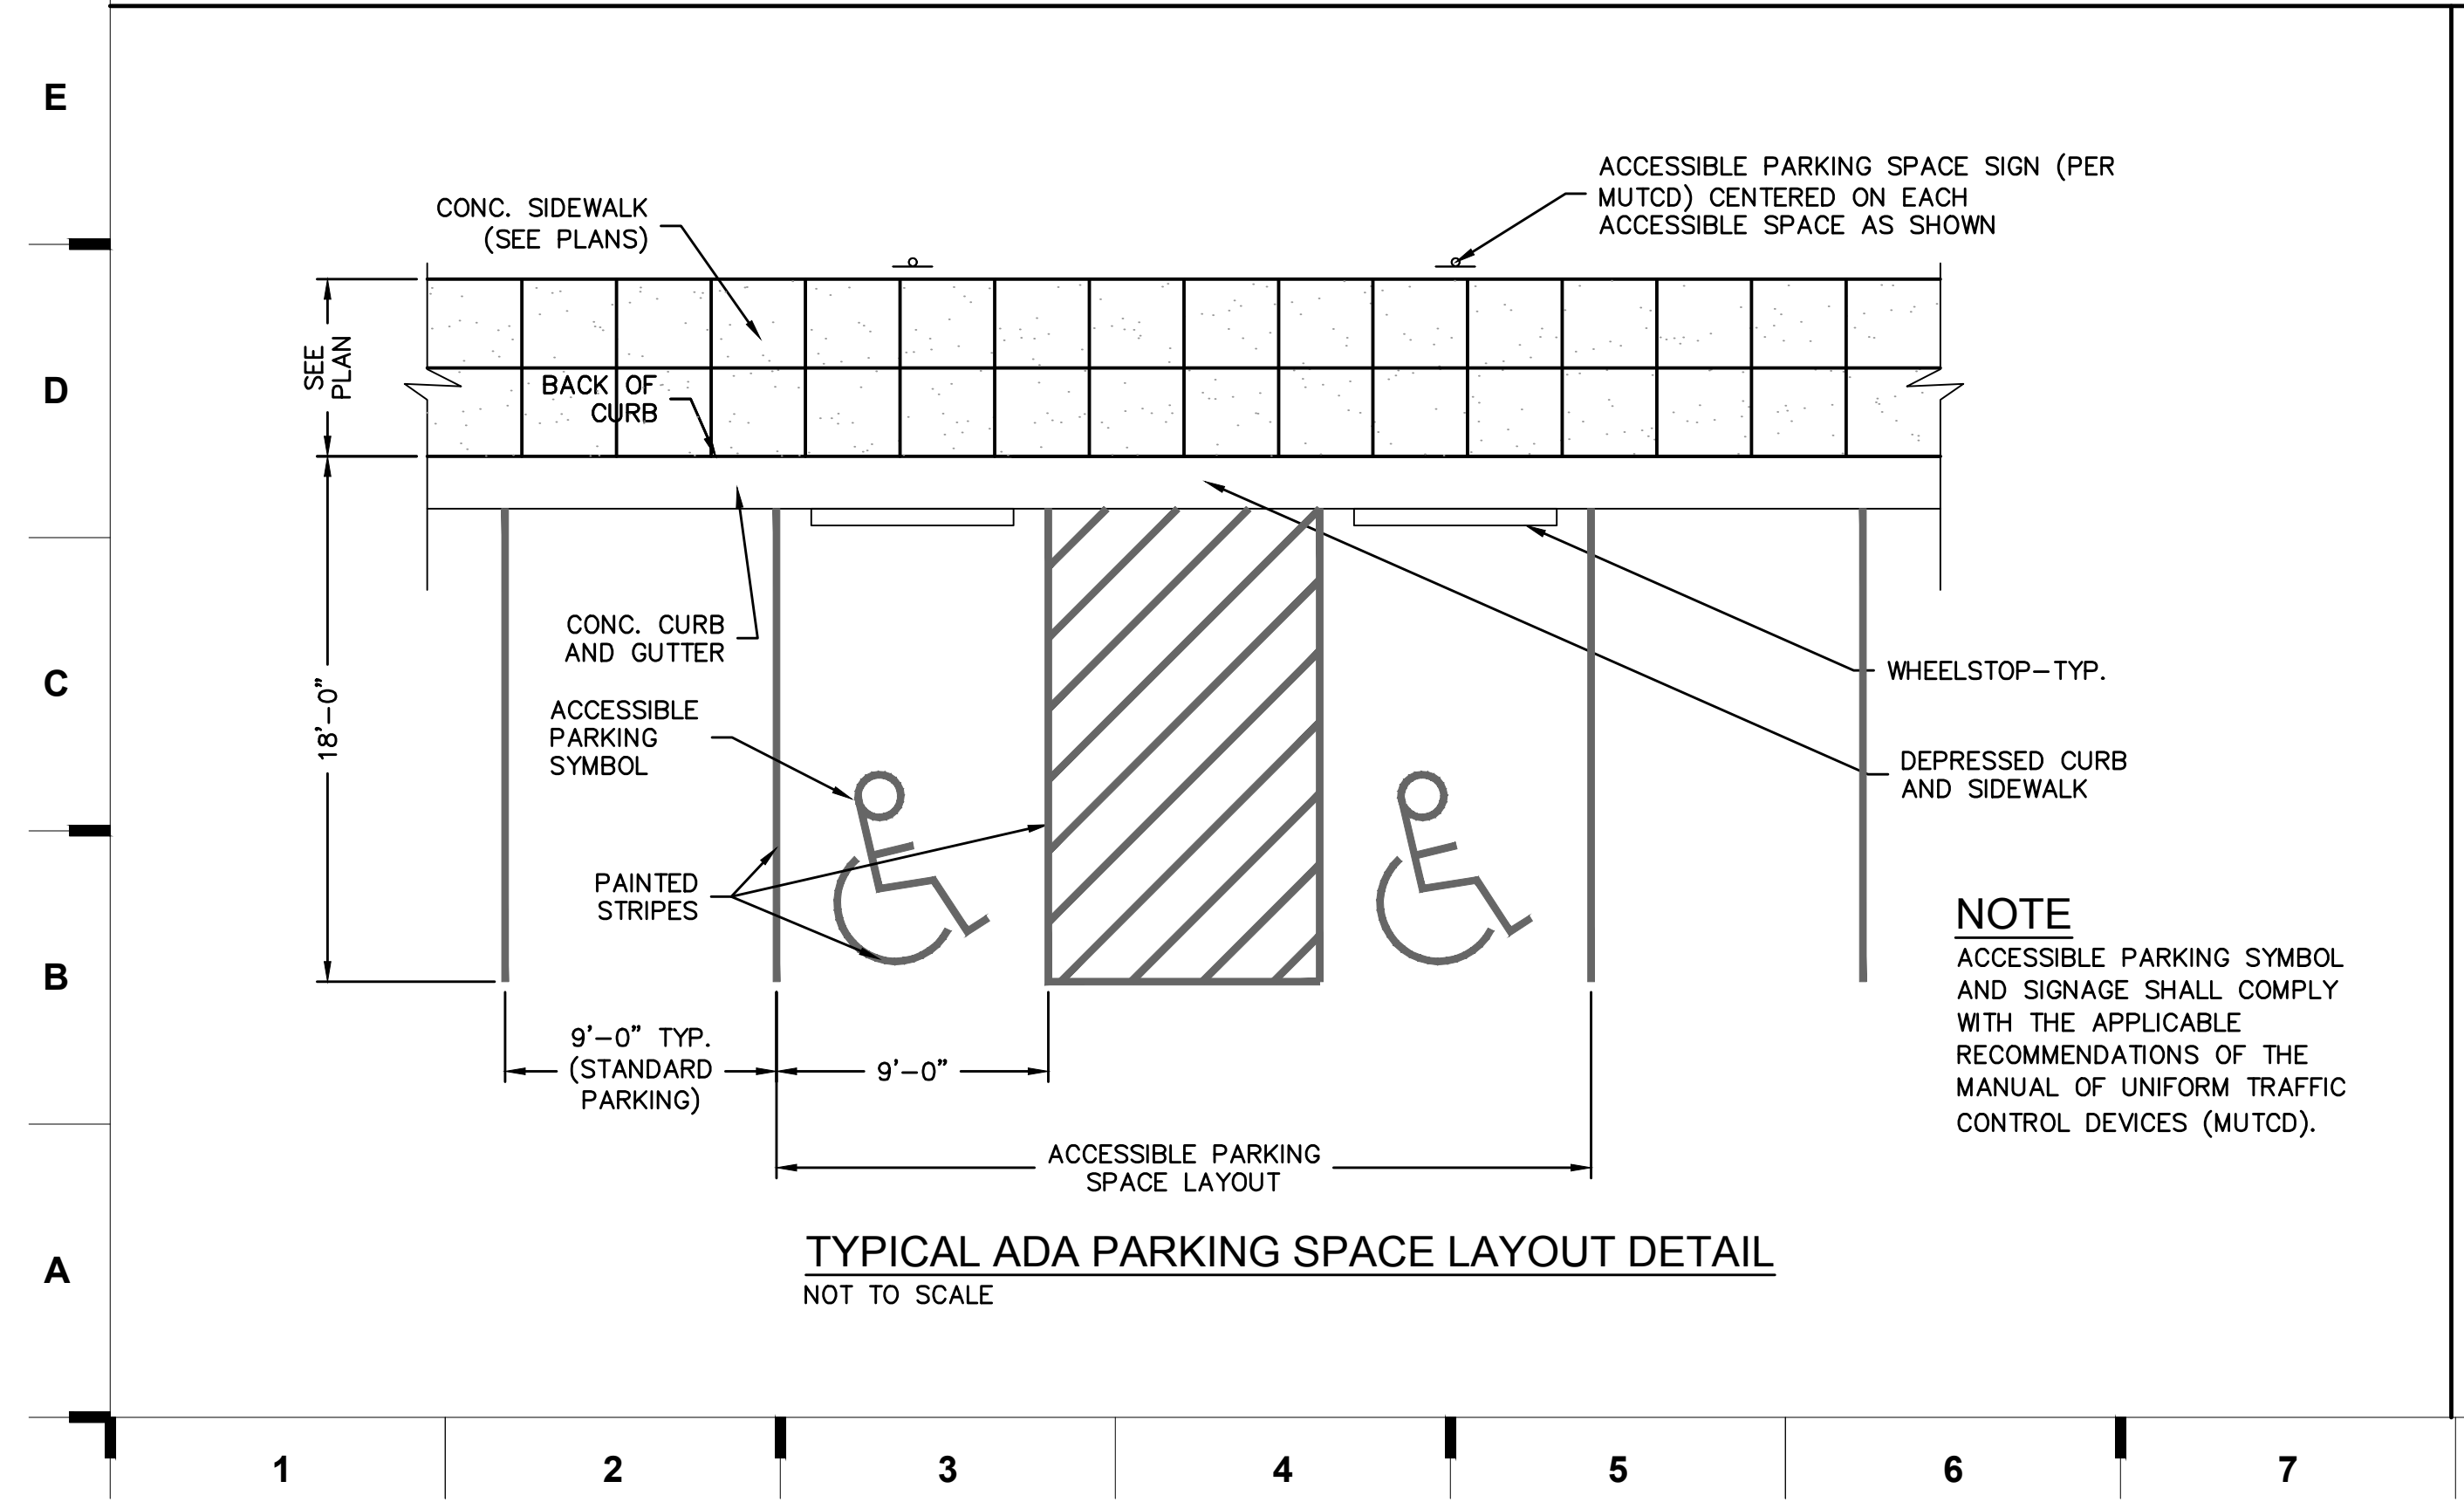 E
D
C
B
A
CONC. SIDEWALK
(SEE PLANS)
ACCESSIBLE PARKING SPACE SIGN (PER
MUTCD) CENTERED ON EACH
ACCESSIBLE SPACE AS SHOWN
SEE
PLAN
BACK OF
CURB
18'-0"
CONC. CURB
AND GUTTER
WHEELSTOP-TYP.
ACCESSIBLE
PARKING
SYMBOL
DEPRESSED CURB
AND SIDEWALK
PAINTED
STRIPES
NOTE
ACCESSIBLE PARKING SYMBOL
AND SIGNAGE SHALL COMPLY
WITH THE APPLICABLE
RECOMMENDATIONS OF THE
MANUAL OF UNIFORM TRAFFIC
CONTROL DEVICES (MUTCD).
9'-0" TYP.
(STANDARD
PARKING)
9'-0"
ACCESSIBLE PARKING
SPACE LAYOUT
TYPICAL ADA PARKING SPACE LAYOUT DETAIL
NOT TO SCALE
1 2 3 4 5 6 7